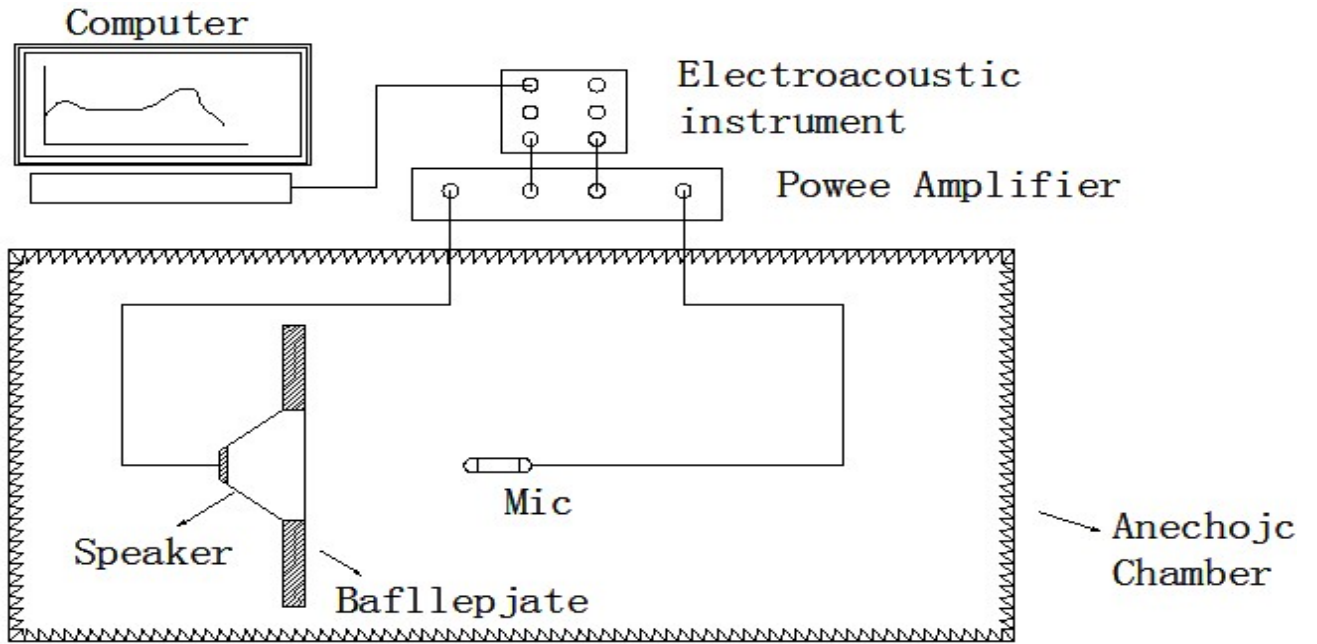 Computer
Electroacoustic
instrument
Powee Amplifier
Mic
Speaker
Bafllepjate
Anechojc
Chamber